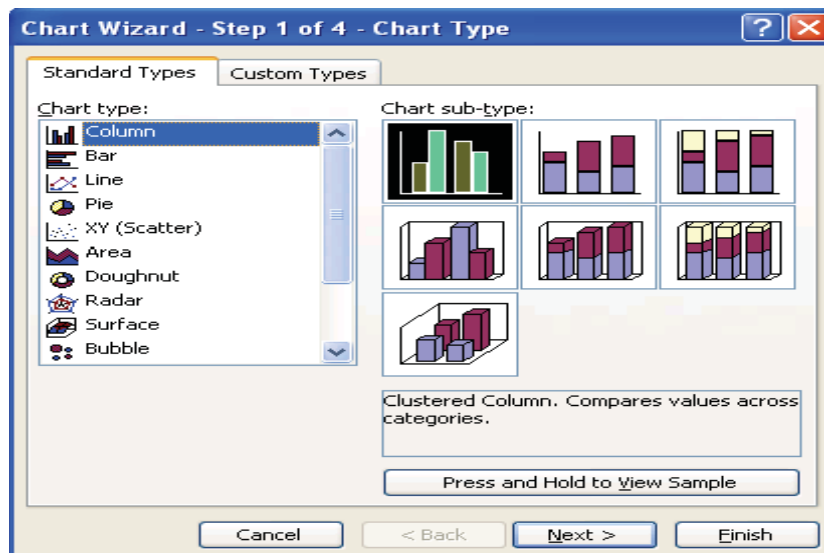 Chart Wizard - Step 1 of 4 - Chart Type
Standard Types
Custom Types
Chart type:
Column
Bar
Line
Pie
XY (Scatter)
Area
Doughnut
Radar
Surface
Bubble
Chart sub-type:
Clustered Column. Compares values across
categories.
Press and Hold to View Sample
Cancel
< Back
Next >
Finish